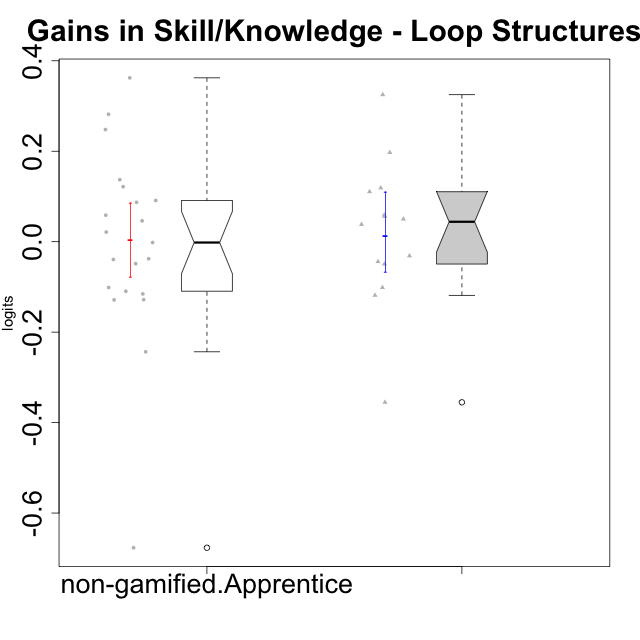 Gains in Skill/Knowledge - Loop Structures
0.4
0.2
0.0
-0.2
-0.4
-0.6
logits
non-gamified.Apprentice